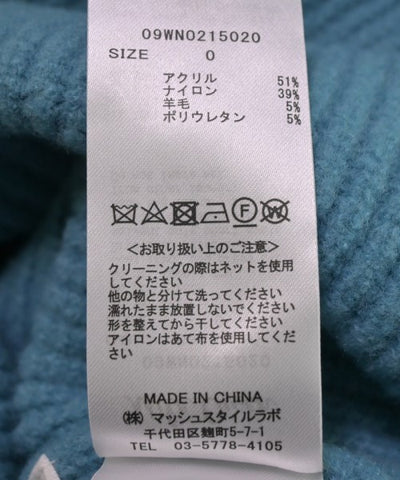 09WN0215020
SIZE 0
アクリル 51%
ナイロン 39%
羊毛 5%
ポリウレタン 5%
<お取り扱い上のご注意>
クリーニングの際はネットを使用
してください
他の物と分けて洗ってください
濡れたまま放置しないでください
形を整えてから干してください
アイロンはあて布を使用してくだ
さい
MADE IN CHINA
(株) マッシュスタイルラボ
千代田区麹町5-7-1
TEL 03-5778-4105